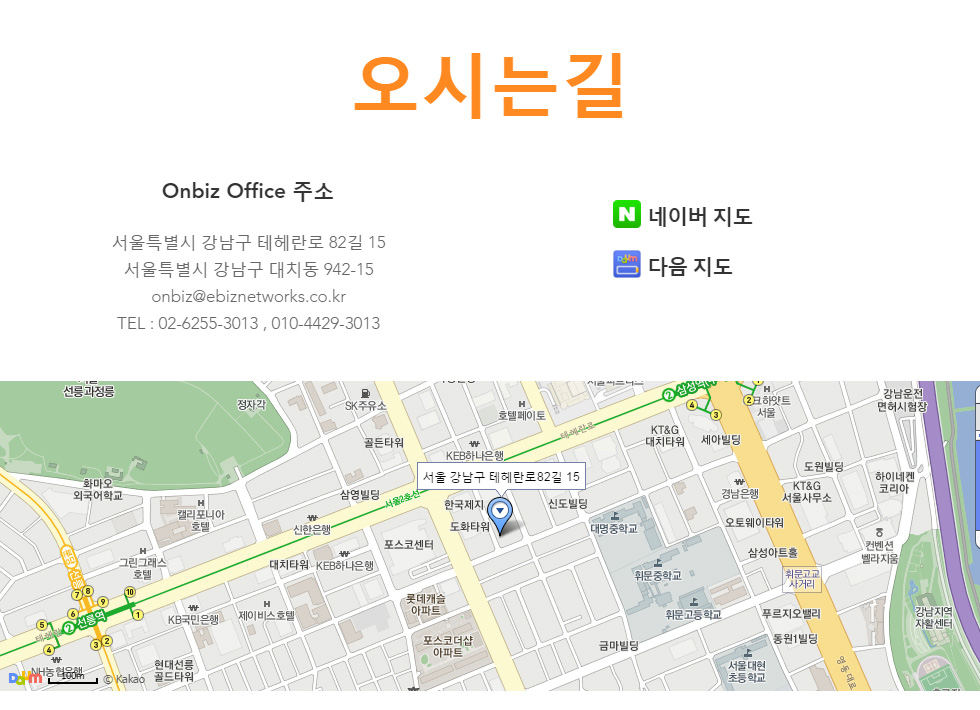 오시는길
Onbiz Office 주소
서울특별시 강남구 테헤란로 82길 15
서울특별시 강남구 대치동 942-15
onbiz@ebiznetworks.co.kr
TEL : 02-6255-3013 , 010-4429-3013
N 네이버 지도
Daum 다음 지도
선릉과정릉
정자각
SK주유소
호텔페이토
크하얏트
서울
강남운전
면허시험장
테헤란로
KT&G
대치타워
세아빌딩
골든타워
KEB하나은행
서울 강남구 테헤란로82길 15
도원빌딩
하이네켄
코리아
KT&G
서울사무소
경남은행
화마오
외국어학교
삼영빌딩
서울2호선
한국제지
신도빌딩
도화타워
대명중학교
오토웨이타워
캘리포니아
호텔
신한은행
포스코센터
삼성아트홀
컨벤션
벨라지움
그린그래스
호텔
대치타워
KEB하나은행
휘문중학교
휘문고교
사거리
롯데캐슬
아파트
휘문고등학교
푸르지오밸리
강남지역
자활센터
KB국민은행
제이비스호텔
2 선릉역
포스코더샵
아파트
금마빌딩
동원1빌딩
NH농협은행
현대선릉
골드타워
서울대현
초등학교
영동대로
Daum 100m © Kakao